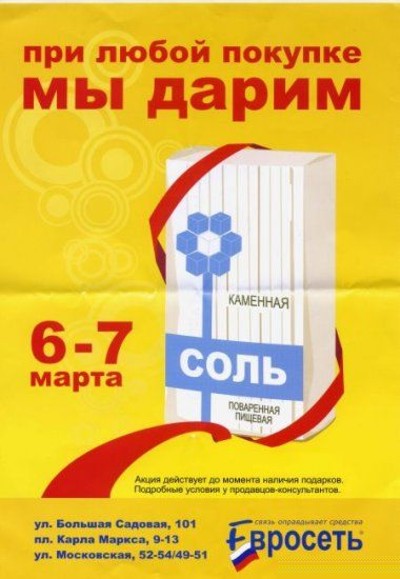 при любой покупке
мы дарим
КАМЕННАЯ
6-7
марта
СОЛЬ
ПОВАРЕННАЯ
ПИЩЕВАЯ
Акция действует до момента наличия подарков.
Подробные условия у продавцов-консультантов.
ул. Большая Садовая, 101
пл. Карла Маркса, 9-13
ул. Московская, 52-54/49-51
связь оправдывает средства
Евросеть